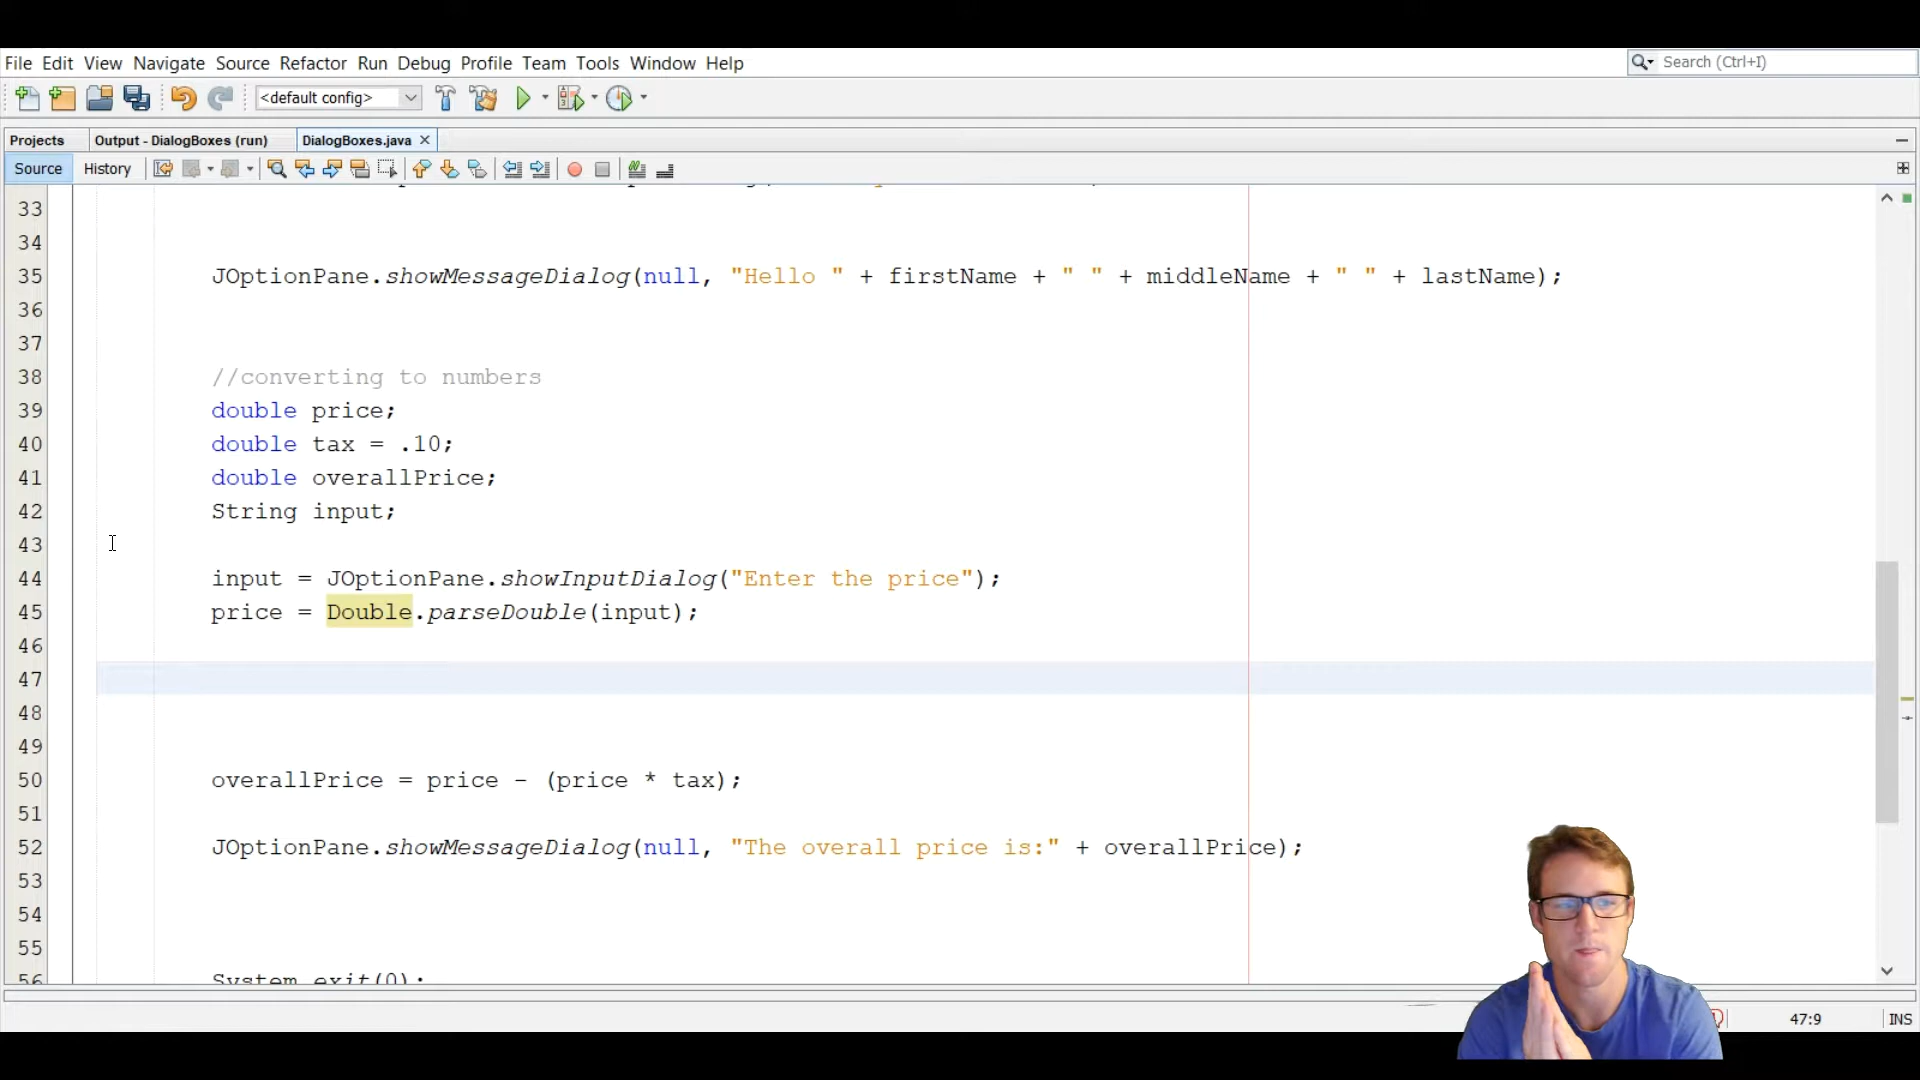 File Edit View Navigate Source Refactor Run Debug Profile Team Tools Window Help
Search (Ctrl+I)
<default config>
Projects Output - DialogBoxes (run) DialogBoxes.java
Source History
33
34
35 JOptionPane.showMessageDialog(null, "Hello " + firstName + " " + middleName + " " + lastName);
36
37
38 //converting to numbers
39 double price;
40 double tax = .10;
41 double overallPrice;
42 String input;
43
44 input = JOptionPane.showInputDialog("Enter the price");
45 price = Double.parseDouble(input);
46
47
48
49
50 overallPrice = price - (price * tax);
51
52 JOptionPane.showMessageDialog(null, "The overall price is:" + overallPrice);
53
54
55
56 System.exit(0);
47:9 INS